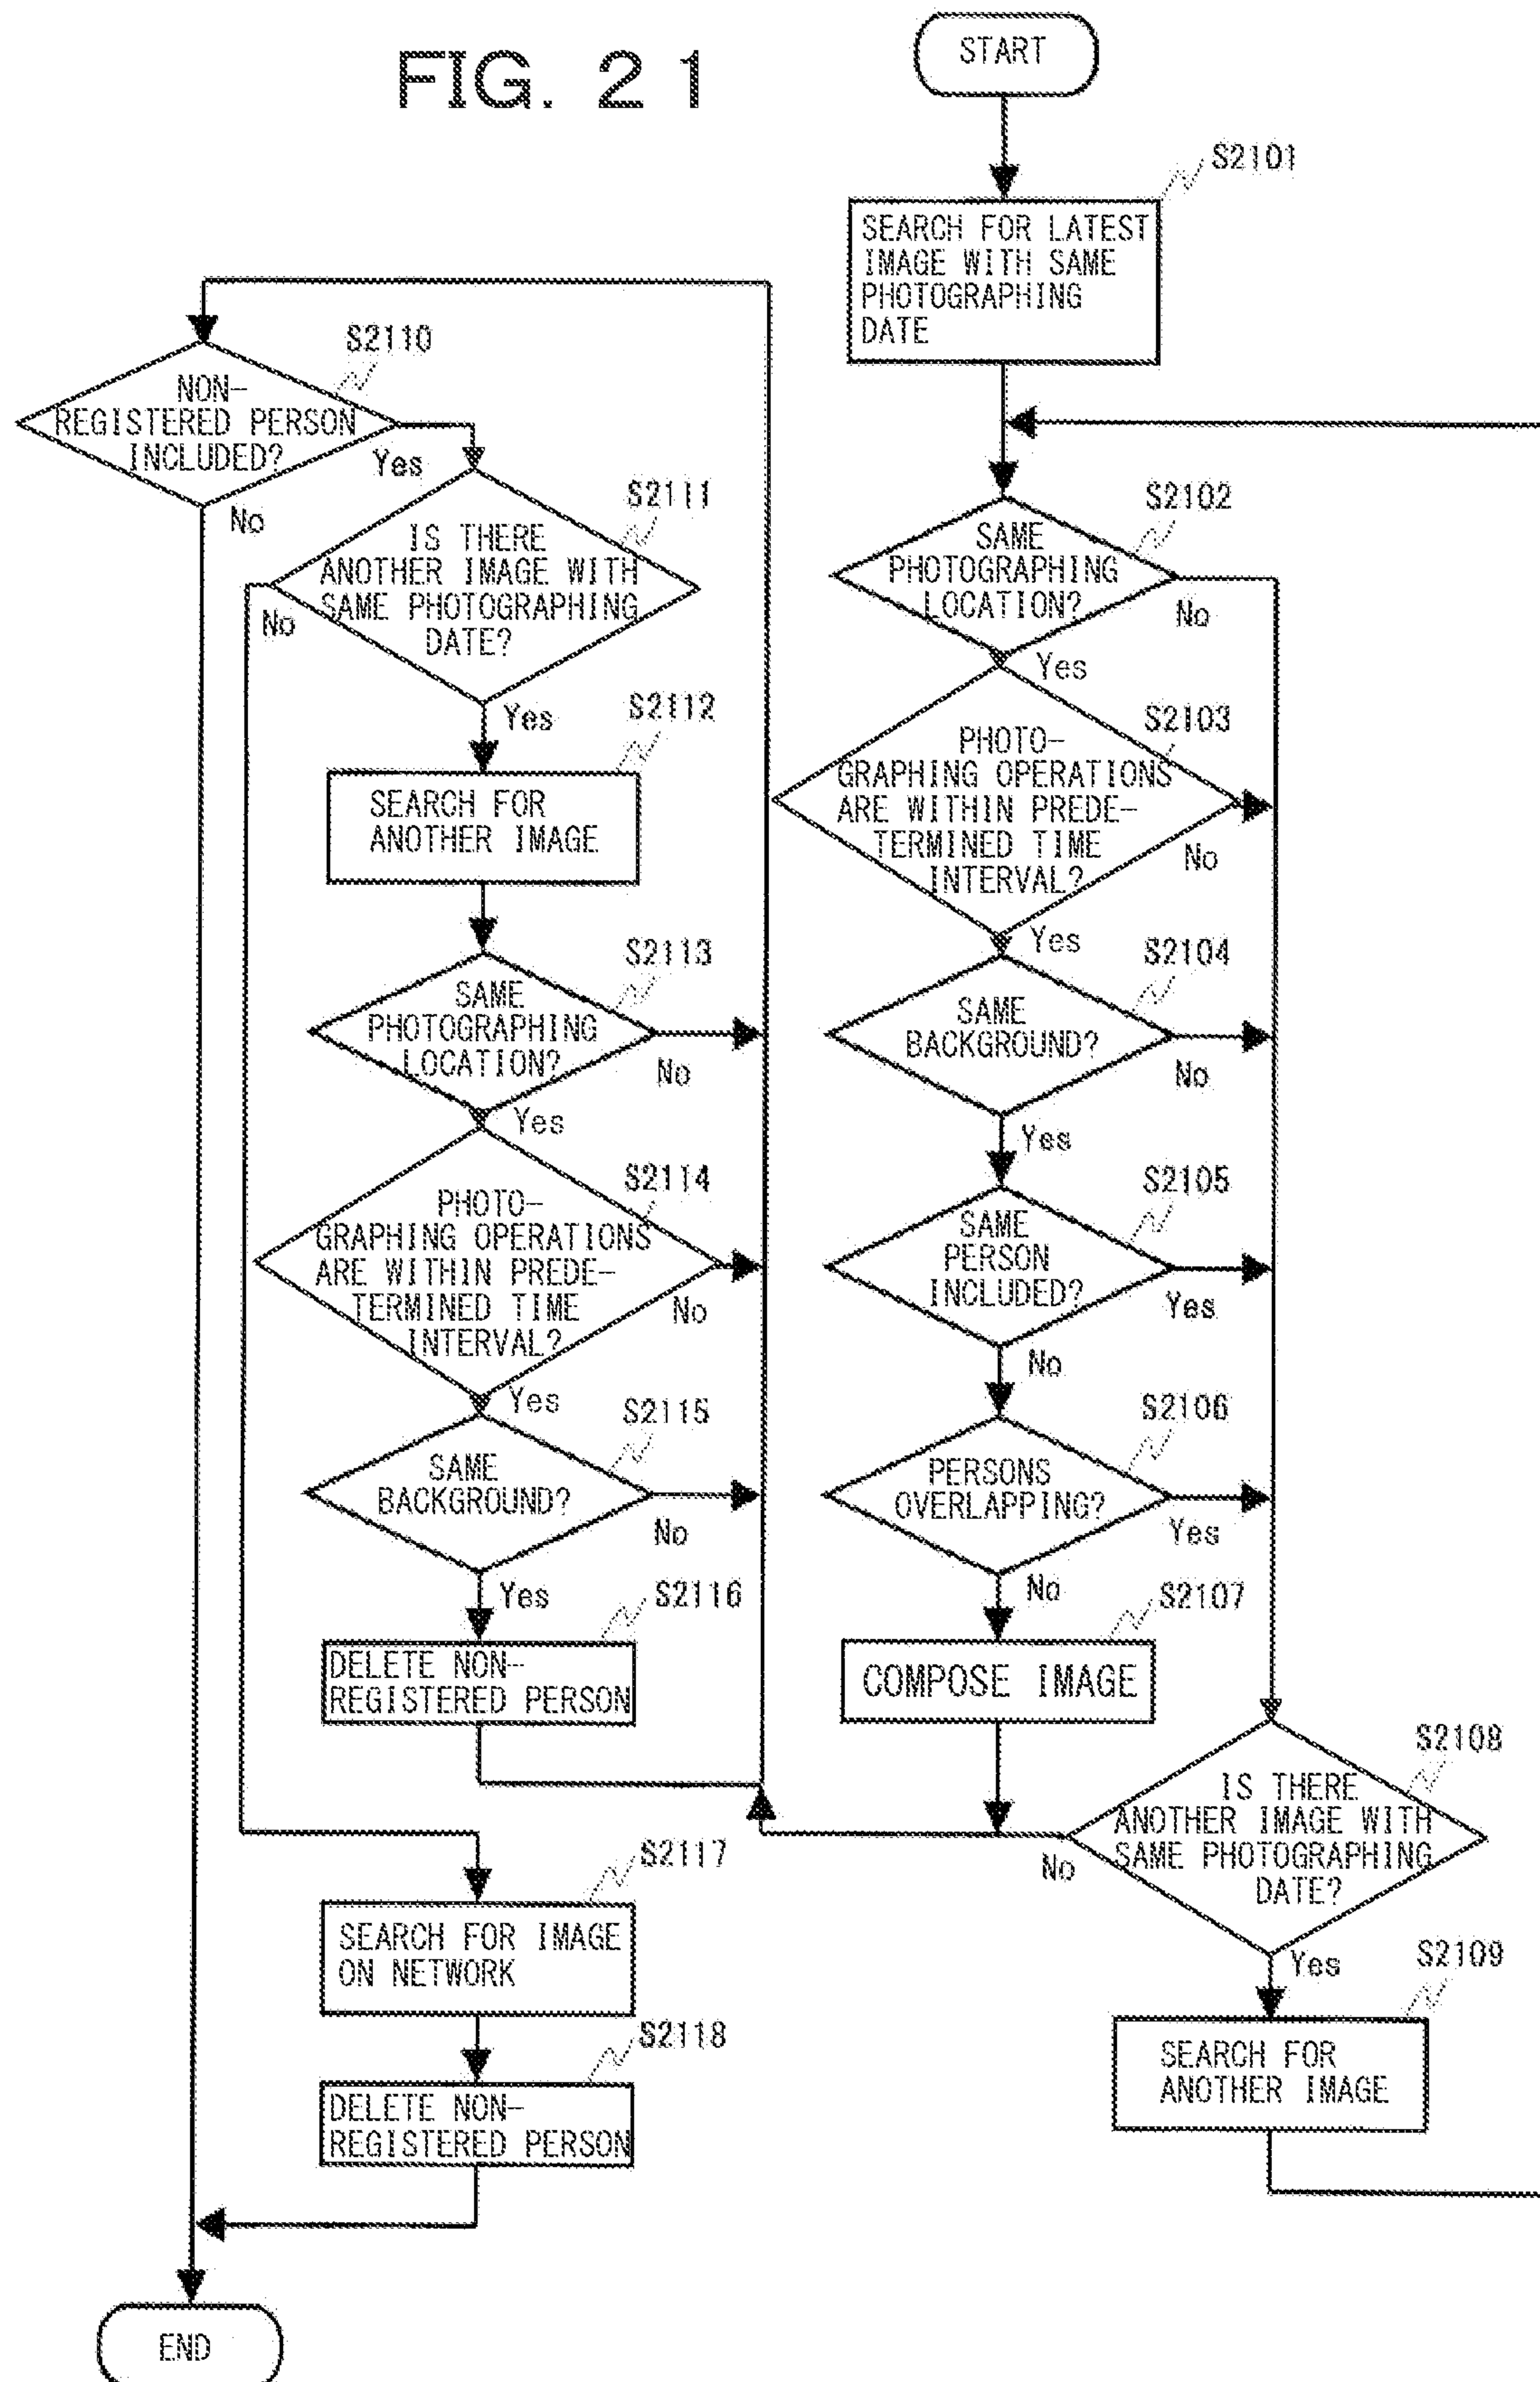 FIG. 21
START
S2101
SEARCH FOR LATEST
IMAGE WITH SAME
PHOTOGRAPHING
DATE
S2102
SAME
PHOTOGRAPHING
LOCATION?
No
Yes
S2103
PHOTO-
GRAPHING OPERATIONS
ARE WITHIN PREDE-
TERMINED TIME
INTERVAL?
No
Yes
S2104
SAME
BACKGROUND?
No
Yes
S2105
SAME
PERSON
INCLUDED?
Yes
No
S2106
PERSONS
OVERLAPPING?
Yes
No
S2107
COMPOSE IMAGE
S2108
IS THERE
ANOTHER IMAGE WITH
SAME PHOTOGRAPHING
DATE?
No
Yes
S2109
SEARCH FOR
ANOTHER IMAGE
S2110
NON-
REGISTERED PERSON
INCLUDED?
Yes
No
S2111
IS THERE
ANOTHER IMAGE WITH
SAME PHOTOGRAPHING
DATE?
No
Yes
S2112
SEARCH FOR
ANOTHER IMAGE
S2113
SAME
PHOTOGRAPHING
LOCATION?
No
Yes
S2114
PHOTO-
GRAPHING OPERATIONS
ARE WITHIN PREDE-
TERMINED TIME
INTERVAL?
No
Yes
S2115
SAME
BACKGROUND?
No
Yes
S2116
DELETE NON-
REGISTERED PERSON
S2117
SEARCH FOR IMAGE
ON NETWORK
S2118
DELETE NON-
REGISTERED PERSON
END